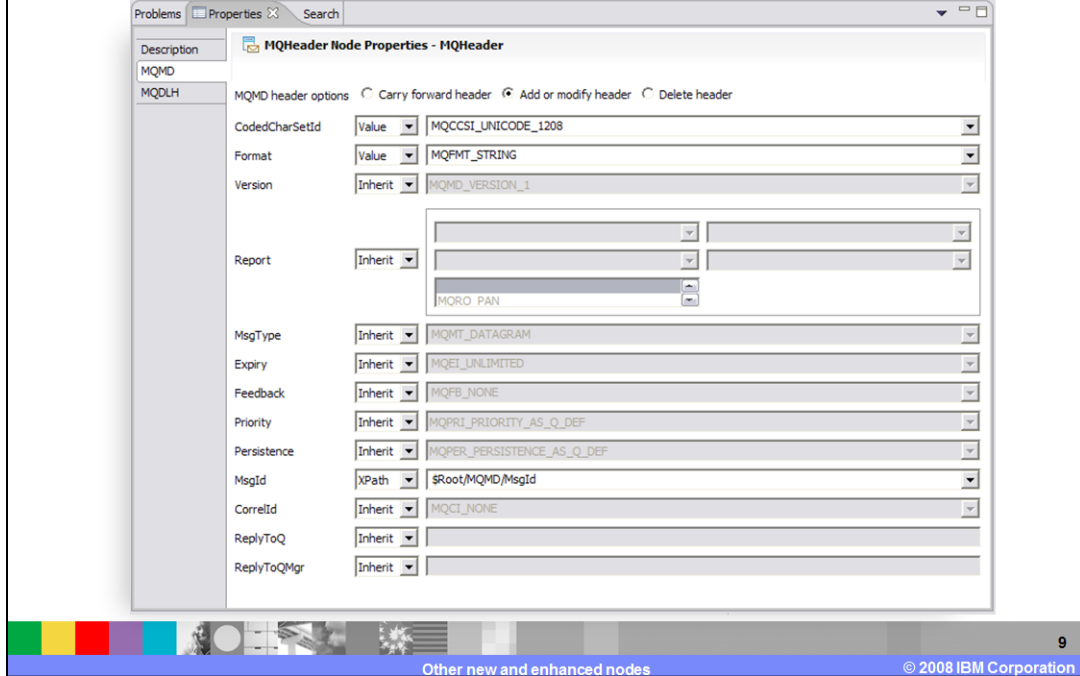 Problems Properties Search
Description
MQMD
MQDLH
MQHeader Node Properties - MQHeader
MQMD header options Carry forward header Add or modify header Delete header
CodedCharSetId Value MQCCSI_UNICODE_1208
Format Value MQFMT_STRING
Version Inherit MQMD_VERSION_1
Report Inherit
MQRO_PAN
MsgType Inherit MQMT_DATAGRAM
Expiry Inherit MQEI_UNLIMITED
Feedback Inherit MQFB_NONE
Priority Inherit MQPRI_PRIORITY_AS_Q_DEF
Persistence Inherit MQPER_PERSISTENCE_AS_Q_DEF
MsgId XPath $Root/MQMD/MsgId
CorrelId Inherit MQCI_NONE
ReplyToQ Inherit
ReplyToQMgr Inherit
9
Other new and enhanced nodes
© 2008 IBM Corporation